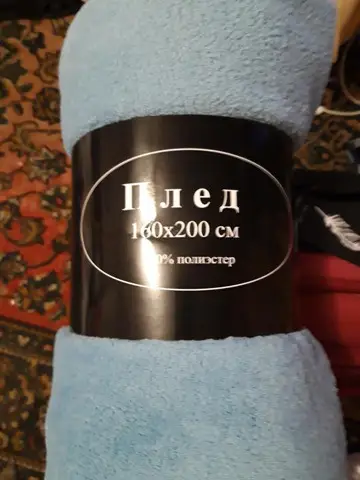 Плед
160x200 см
полиэстер